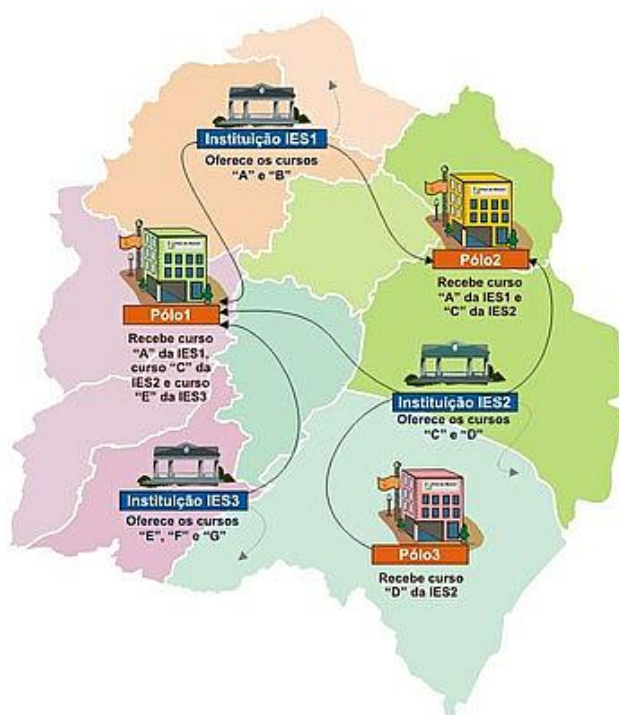 Instituição IES1
Oferece os cursos
"A" e "B"
Pólo2
Recebe curso
"A" da IES1 e
"C" da IES2
Pólo1
Recebe curso
"A" da IES1,
curso "C" da
IES2 e curso
"E" da IES3
Instituição IES2
Oferece os cursos
"C" e "D"
Instituição IES3
Oferece os cursos
"E", "F" e "G"
Pólo3
Recebe curso
"D" da IES2